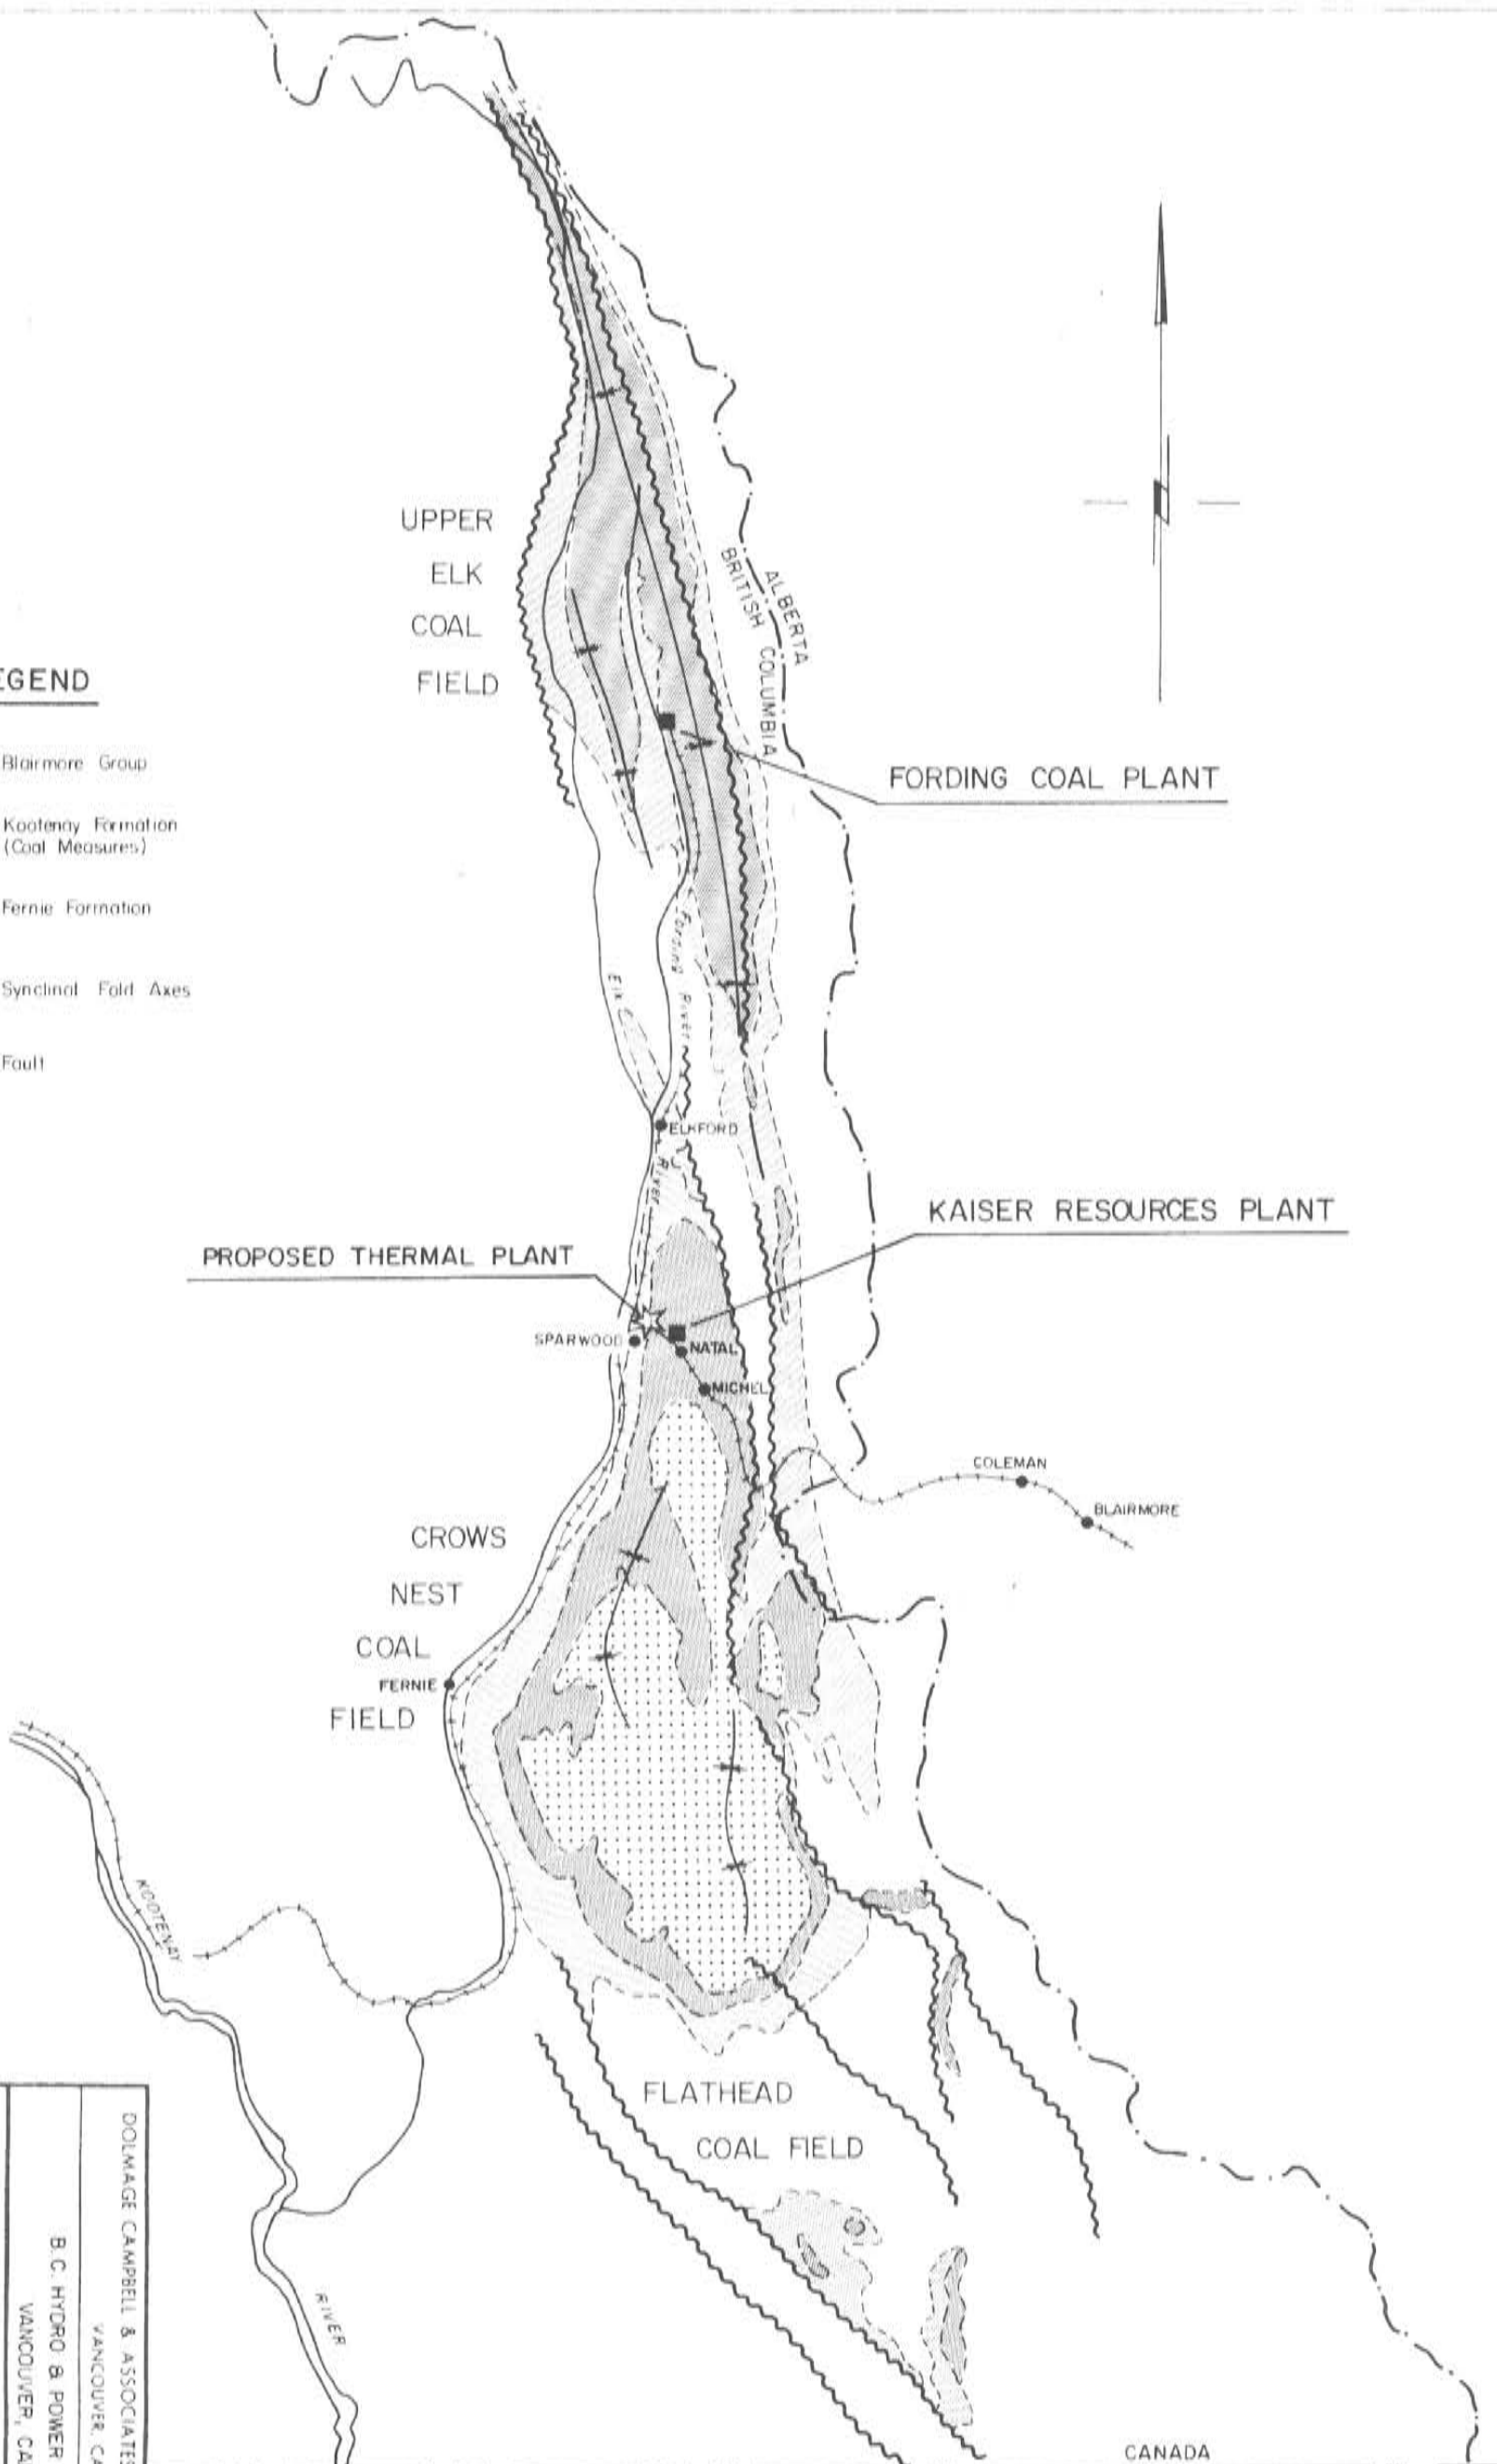 UPPER
ELK
COAL
FIELD
ALBERTA
BRITISH COLUMBIA
EGEND
Blairmore Group
Kootenay Formation
(Coal Measures)
Fernie Formation
Synclinal Fold Axes
Fault
FORDING COAL PLANT
Fording River
Elk
ELKFORD
River
KAISER RESOURCES PLANT
PROPOSED THERMAL PLANT
SPARWOOD
NATAL
MICHEL
COLEMAN
BLAIRMORE
CROWS
NEST
COAL
FERNIE
FIELD
KOOTENAY
RIVER
FLATHEAD
COAL FIELD
DOLMAGE CAMPBELL & ASSOCIATES
VANCOUVER, CA
B.C. HYDRO & POWER
VANCOUVER, CA
CANADA